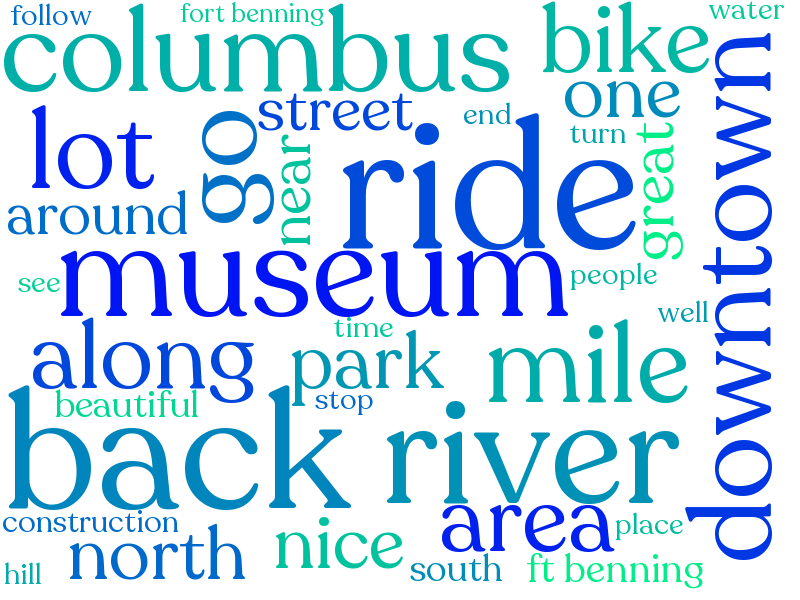 follow
fort benning
water
columbus
bike
one
street
end
turn
downtown
lot
go
near
ride
great
around
museum
see
people
well
time
along
park
mile
beautiful
stop
back
river
construction
area
place
north
nice
hill
south
ft benning